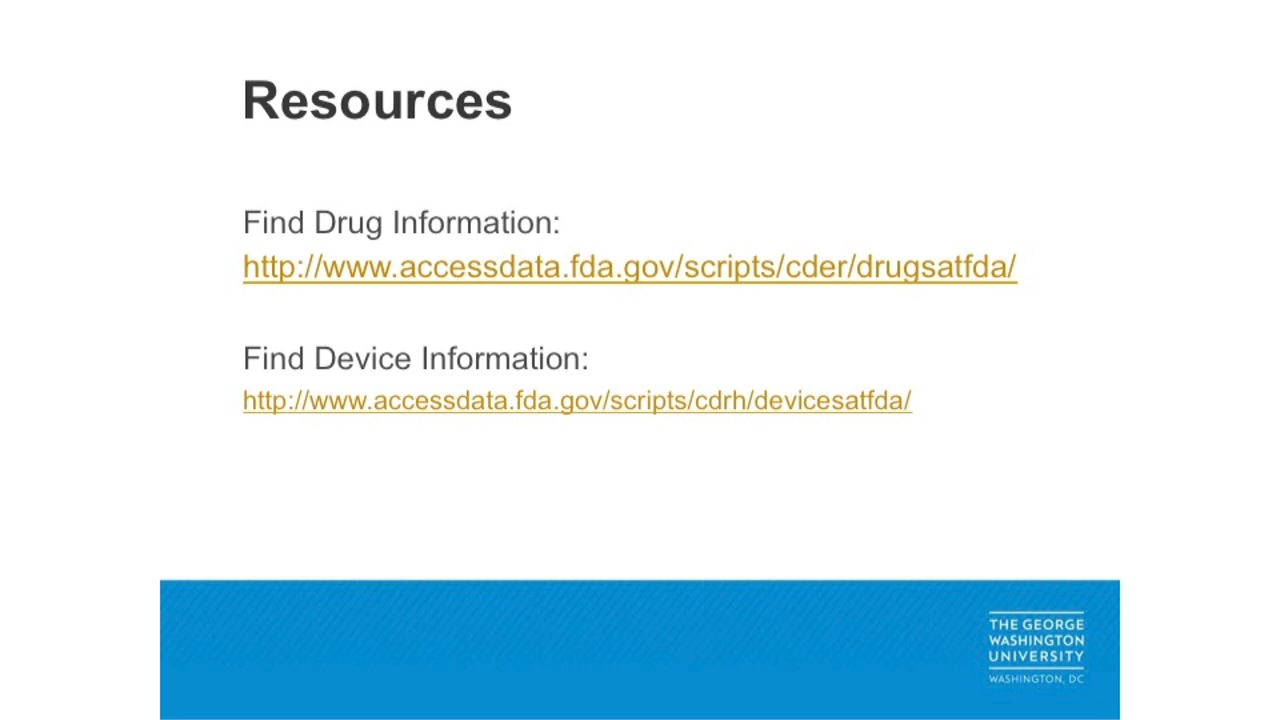 Resources
Find Drug Information:
http://www.accessdata.fda.gov/scripts/cder/drugsatfda/
Find Device Information:
http://www.accessdata.fda.gov/scripts/cdrh/devicesatfda/
THE GEORGE
WASHINGTON
UNIVERSITY
WASHINGTON, DC